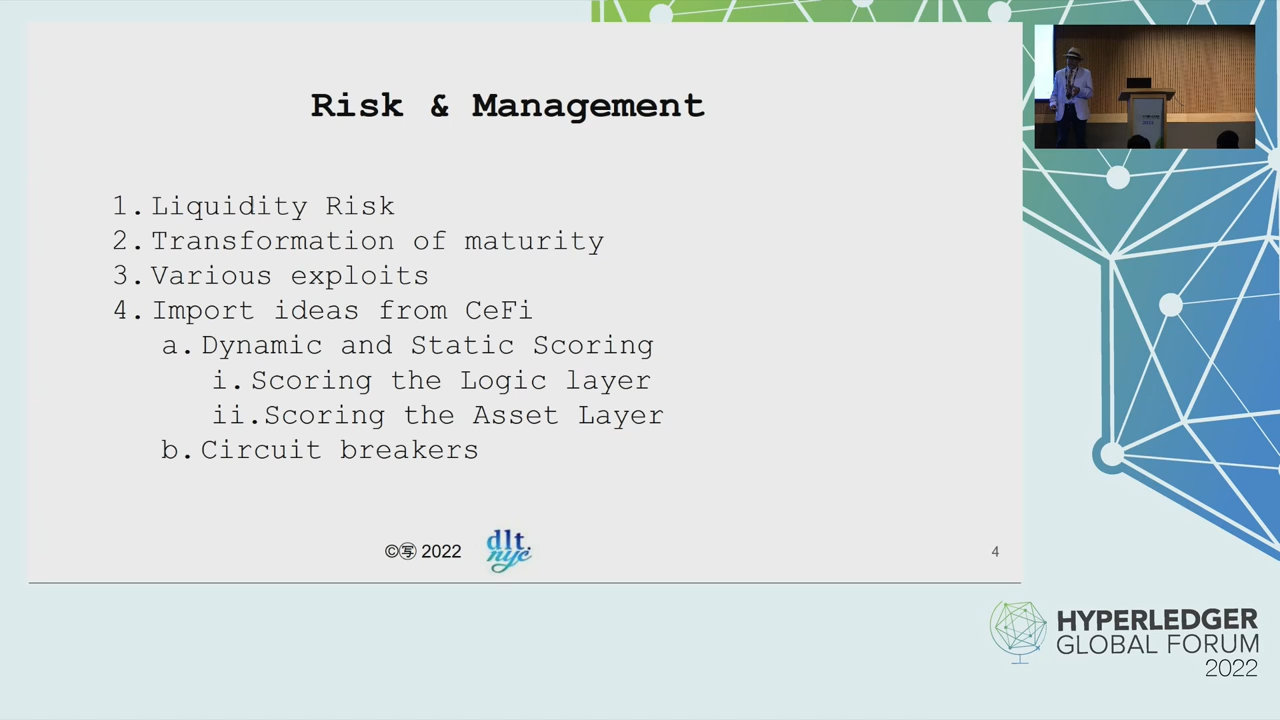 Risk & Management
1. Liquidity Risk
2. Transformation of maturity
3. Various exploits
4. Import ideas from CeFi
a. Dynamic and Static Scoring
i. Scoring the Logic layer
ii. Scoring the Asset Layer
b. Circuit breakers
©㊢ 2022
dlt.
nyc
4
HYPERLEDGER
GLOBAL FORUM
2022